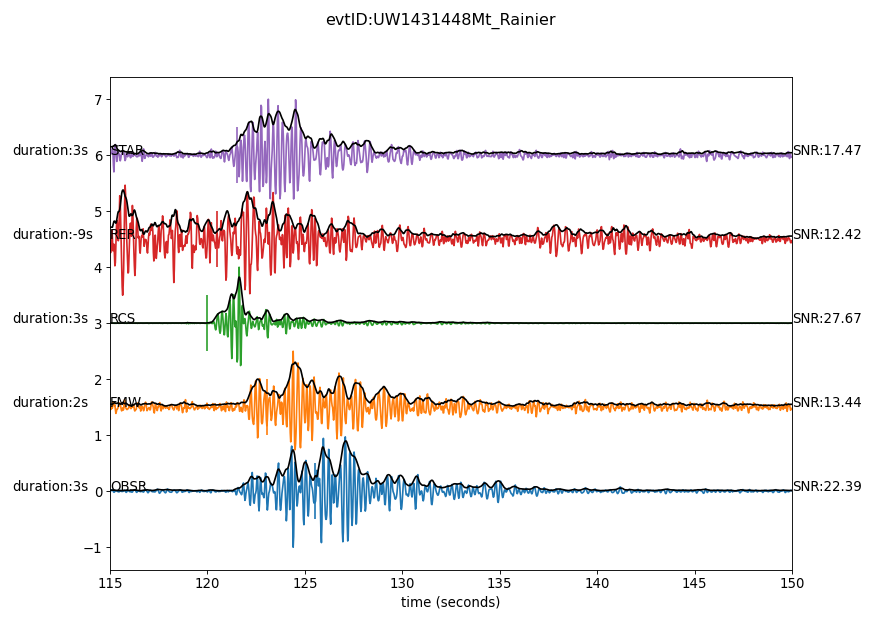 evtID:UW1431448Mt_Rainier
7
duration:3s STAR SNR:17.47
6
5
duration:-9s RER SNR:12.42
4
duration:3s 3 RCS SNR:27.67
2
duration:2s FMW SNR:13.44
1
duration:3s 0 OBSR SNR:22.39
−1
115 120 125 130 135 140 145 150
time (seconds)